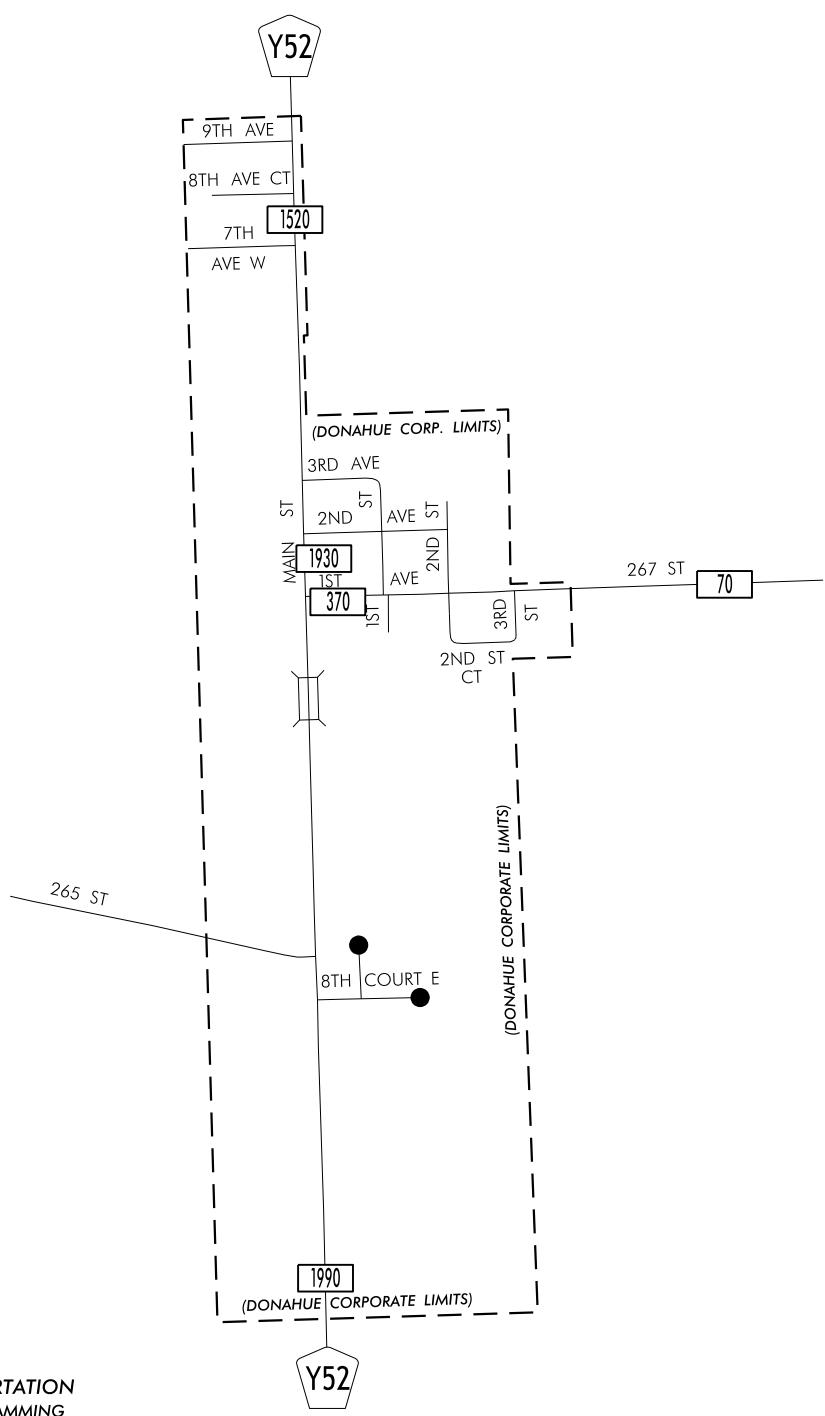 Y52
9TH AVE
8TH AVE CT
1520
7TH
AVE W
(DONAHUE CORP. LIMITS)
3RD AVE
ST
MAIN ST
2ND AVE
2ND ST
1930
1ST AVE
370
1ST
267 ST
70
3RD ST
2ND ST
CT
(DONAHUE CORPORATE LIMITS)
265 ST
8TH COURT E
1990
(DONAHUE CORPORATE LIMITS)
Y52
RTATION
AMMING